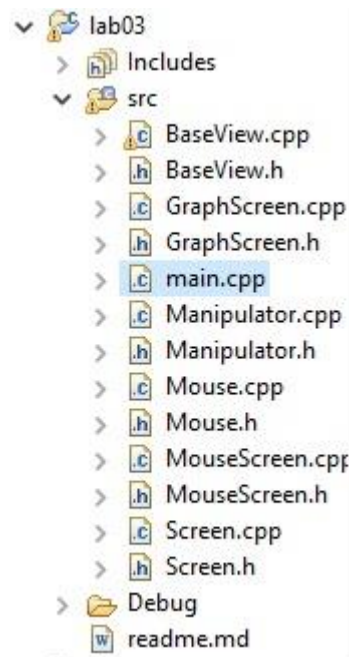 lab03
Includes
src
BaseView.cpp
BaseView.h
GraphScreen.cpp
GraphScreen.h
main.cpp
Manipulator.cpp
Manipulator.h
Mouse.cpp
Mouse.h
MouseScreen.cpp
MouseScreen.h
Screen.cpp
Screen.h
Debug
readme.md